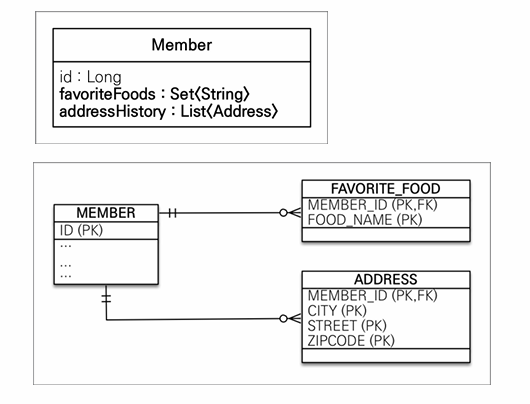 Member
id : Long
favoriteFoods : Set<String>
addressHistory : List<Address>
MEMBER
ID (PK)
...
...
...
FAVORITE_FOOD
MEMBER_ID (PK,FK)
FOOD_NAME (PK)
ADDRESS
MEMBER_ID (PK,FK)
CITY (PK)
STREET (PK)
ZIPCODE (PK)